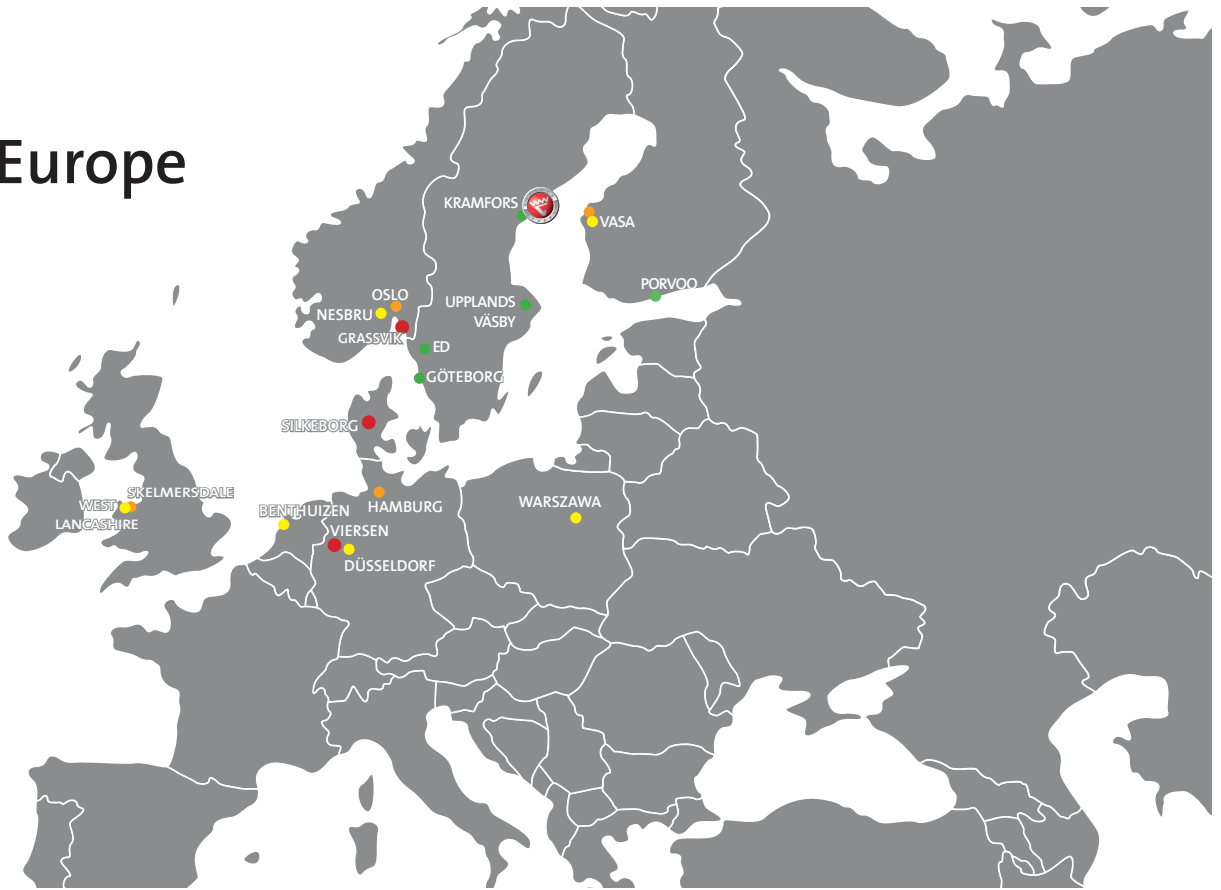 Europe
KRAMFORS
VASA
PORVOO
OSLO
UPPLANDS
VÄSBY
NESBRU
GRASSVIK
ED
GÖTEBORG
SILKEBORG
SKELMERSDALE
WEST
LANCASHIRE
BENTHUIZEN
HAMBURG
WARSZAWA
VIERSEN
DÜSSELDORF